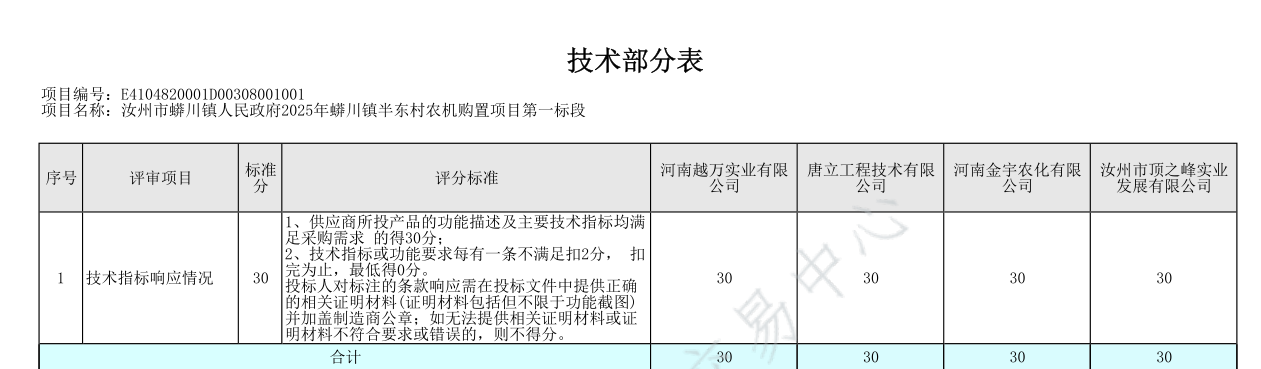 技术部分表
项目编号：E4104820001D00308001001
项目名称：汝州市蟒川镇人民政府2025年蟒川镇半东村农机购置项目第一标段
序号 评审项目 标准分 评分标准 河南越万实业有限公司 唐立工程技术有限公司 河南金宇农化有限公司 汝州市顶之峰实业发展有限公司
1 技术指标响应情况 30
1、供应商所投产品的功能描述及主要技术指标均满
足采购需求 的得30分；
2、技术指标或功能要求每有一条不满足扣2分， 扣
完为止，最低得0分。
投标人对标注的条款响应需在投标文件中提供正确
的相关证明材料(证明材料包括但不限于功能截图)
并加盖制造商公章；如无法提供相关证明材料或证
明材料不符合要求或错误的，则不得分。
30 30 30 30
合计 30 30 30 30
易中心